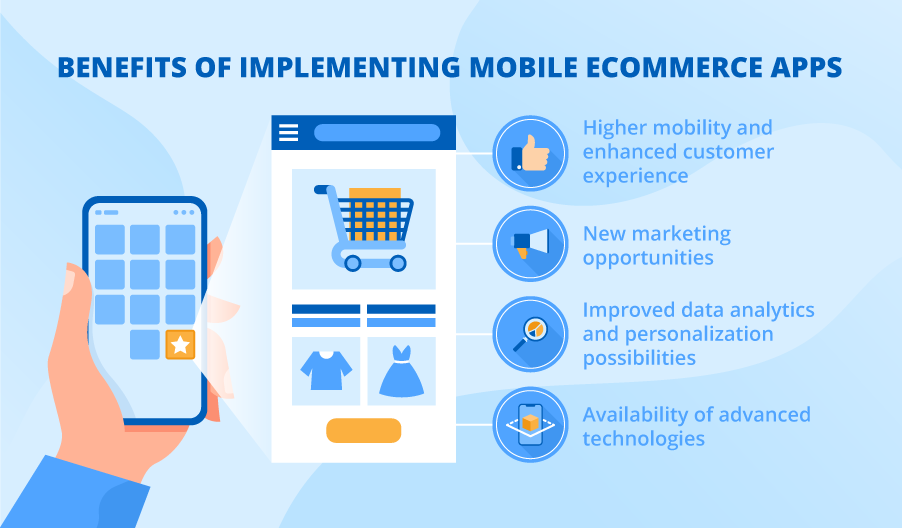 BENEFITS OF IMPLEMENTING MOBILE ECOMMERCE APPS
Higher mobility and
enhanced customer
experience
New marketing
opportunities
Improved data analytics
and personalization
possibilities
Availability of advanced
technologies